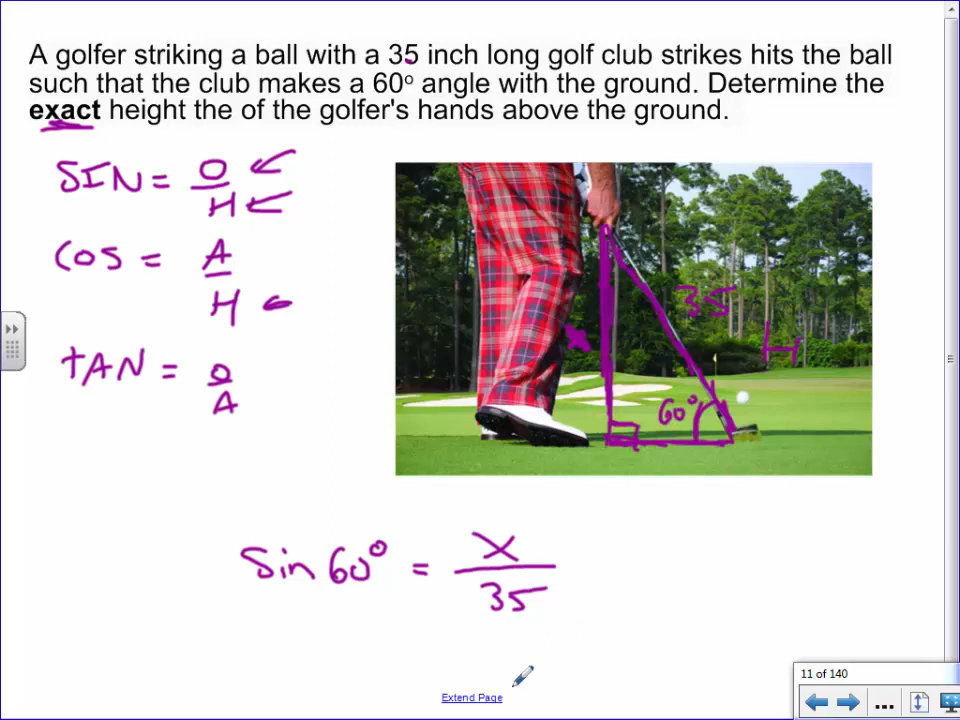 A golfer striking a ball with a 35 inch long golf club strikes hits the ball
such that the club makes a 60° angle with the ground. Determine the
exact height the of the golfer's hands above the ground.
SIN = O/H
COS = A/H
TAN = O/A
35
H
x
60°
Sin 60° = X/35
Extend Page
11 of 140
...